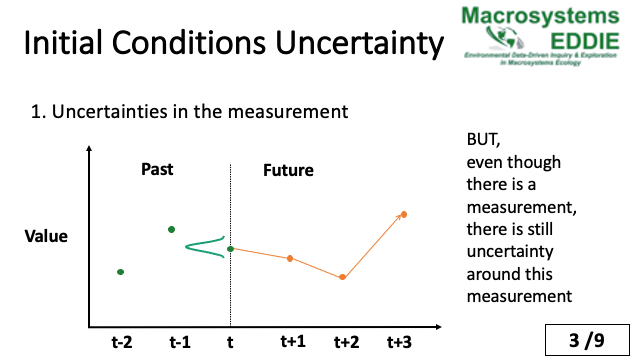 Initial Conditions Uncertainty
Macrosystems
EDDIE
Environmental Data-Driven Inquiry & Exploration
in Macrosystems Ecology
1. Uncertainties in the measurement
Past
Future
Value
t-2
t-1
t
t+1
t+2
t+3
BUT,
even though
there is a
measurement,
there is still
uncertainty
around this
measurement
3 /9